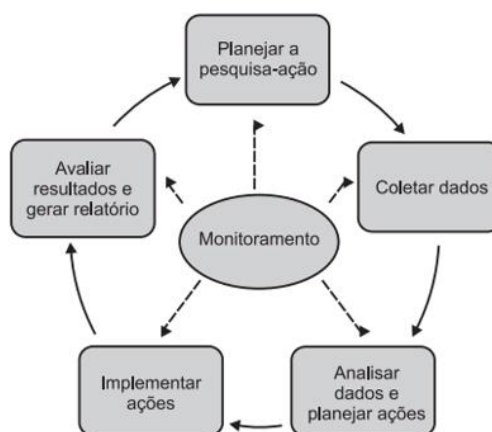 Planejar a
pesquisa-ação
Coletar dados
Analisar
dados e
planejar ações
Implementar
ações
Avaliar
resultados e
gerar relatório
Monitoramento